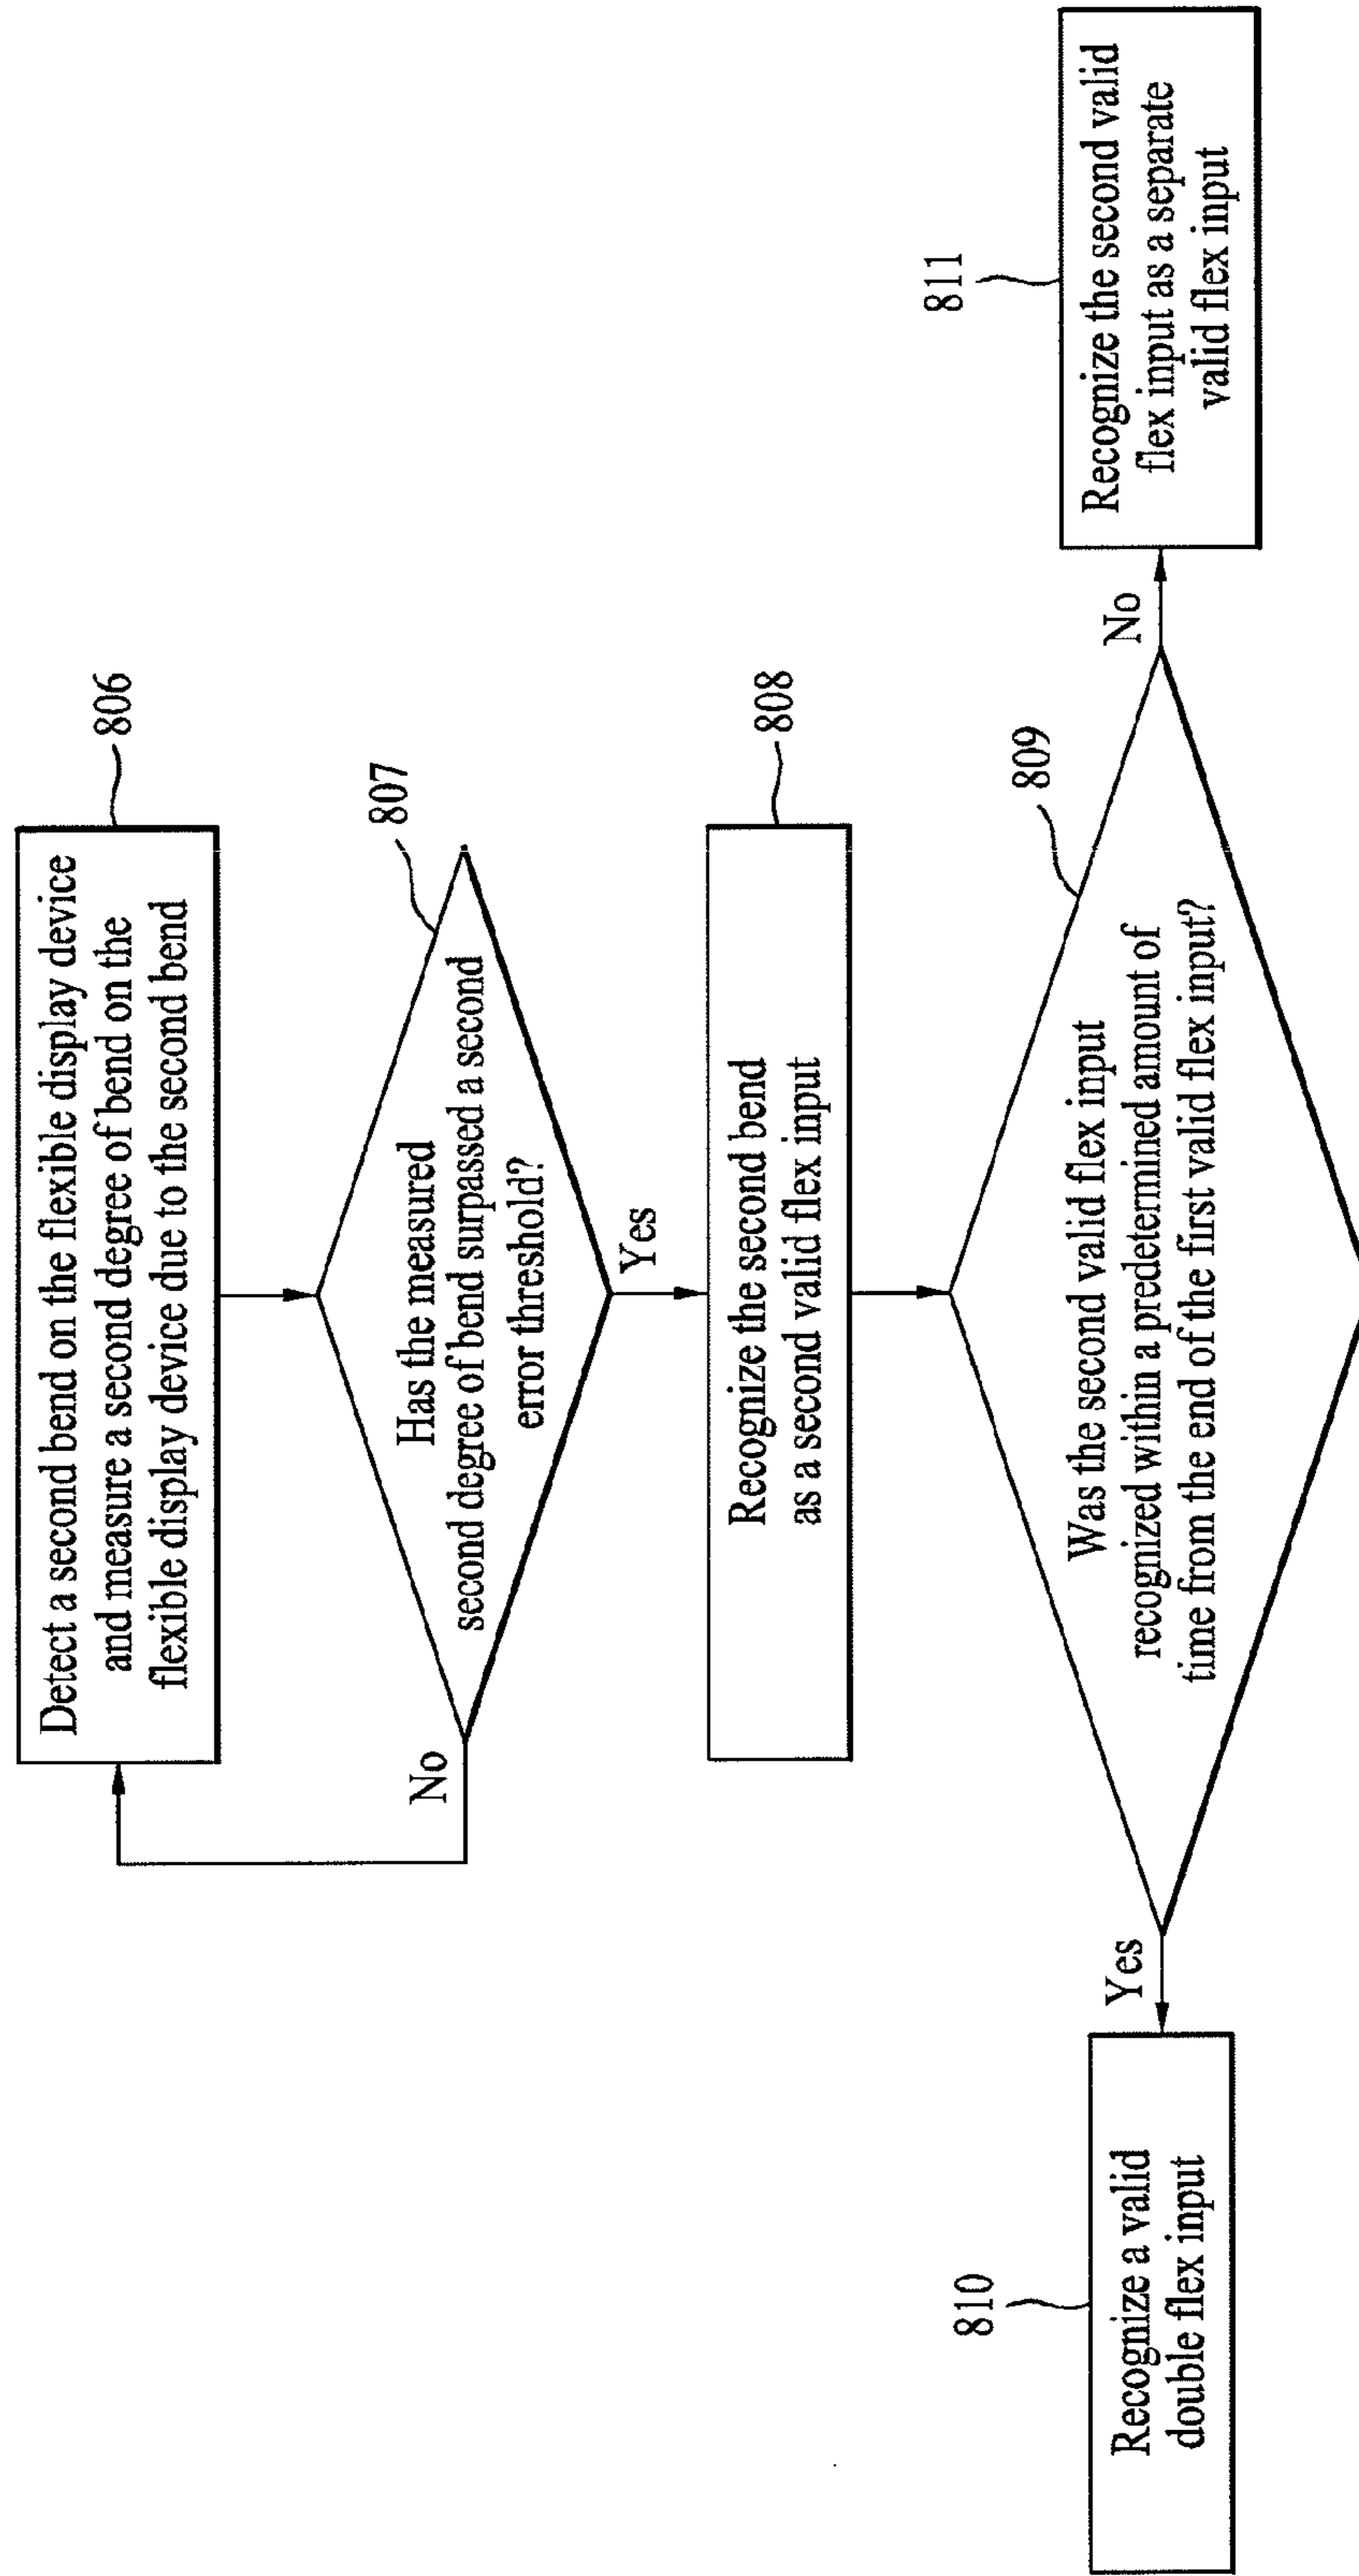 Detect a second bend on the flexible display device
and measure a second degree of bend on the
flexible display device due to the second bend
806
Has the measured
second degree of bend surpassed a second
error threshold?
807
No
Yes
Recognize the second bend
as a second valid flex input
808
Was the second valid flex input
recognized within a predetermined amount of
time from the end of the first valid flex input?
809
Yes
No
810
Recognize a valid
double flex input
811
Recognize the second valid
flex input as a separate
valid flex input